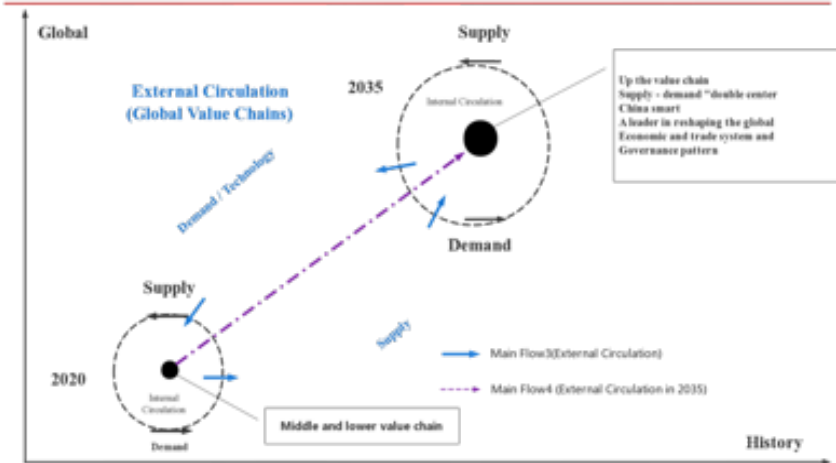 Global
Supply
External Circulation
(Global Value Chains)
2035
Internal Circulation
Up the value chain
Supply - demand "double center
China smart
A leader in reshaping the global
Economic and trade system and
Governance pattern
Demand / Technology
Demand
Supply
Supply
Main Flow3(External Circulation)
2020
Internal
Circulation
Main Flow4 (External Circulation in 2035)
Middle and lower value chain
Demand
History